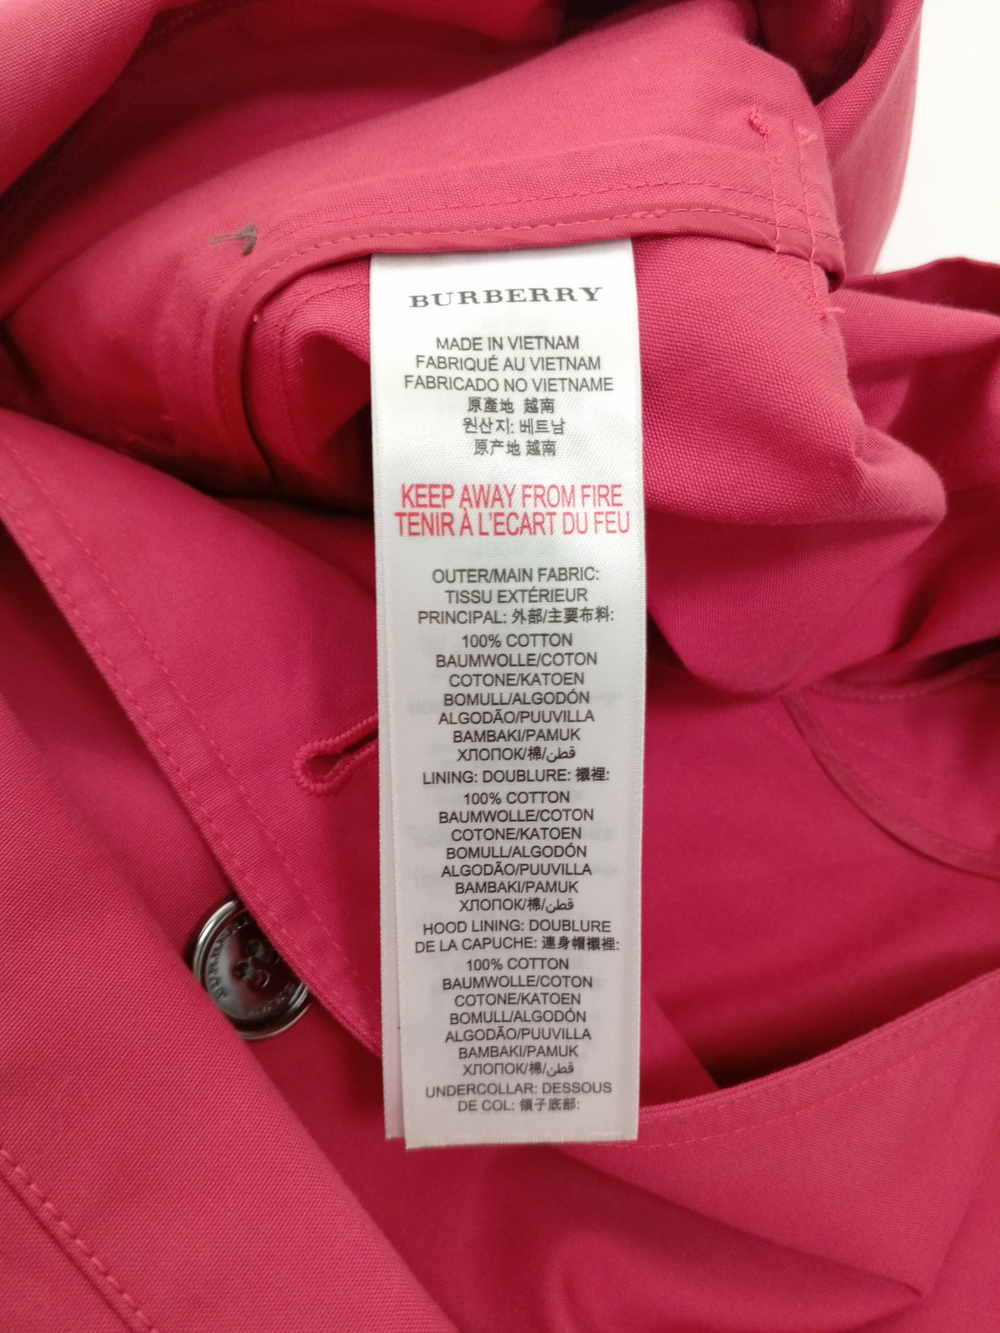 BURBERRY
MADE IN VIETNAM
FABRIQUÉ AU VIETNAM
FABRICADO NO VIETNAME
原產地 越南
원산지: 베트남
原产地 越南
KEEP AWAY FROM FIRE
TENIR À L'ECART DU FEU
OUTER/MAIN FABRIC:
TISSU EXTÉRIEUR
PRINCIPAL: 外部/主要布料:
100% COTTON
BAUMWOLLE/COTON
COTONE/KATOEN
BOMULL/ALGODÓN
ALGODÃO/PUUVILLA
BAMBAKI/PAMUK
ХЛОПОК/棉/قطن
LINING: DOUBLURE: 襯裡:
100% COTTON
BAUMWOLLE/COTON
COTONE/KATOEN
BOMULL/ALGODÓN
ALGODÃO/PUUVILLA
BAMBAKI/PAMUK
ХЛОПОК/棉/قطن
HOOD LINING: DOUBLURE
DE LA CAPUCHE: 連身帽襯裡:
100% COTTON
BAUMWOLLE/COTON
COTONE/KATOEN
BOMULL/ALGODÓN
ALGODÃO/PUUVILLA
BAMBAKI/PAMUK
ХЛОПОК/棉/قطن
UNDERCOLLAR: DESSOUS
DE COL: 領子底部: